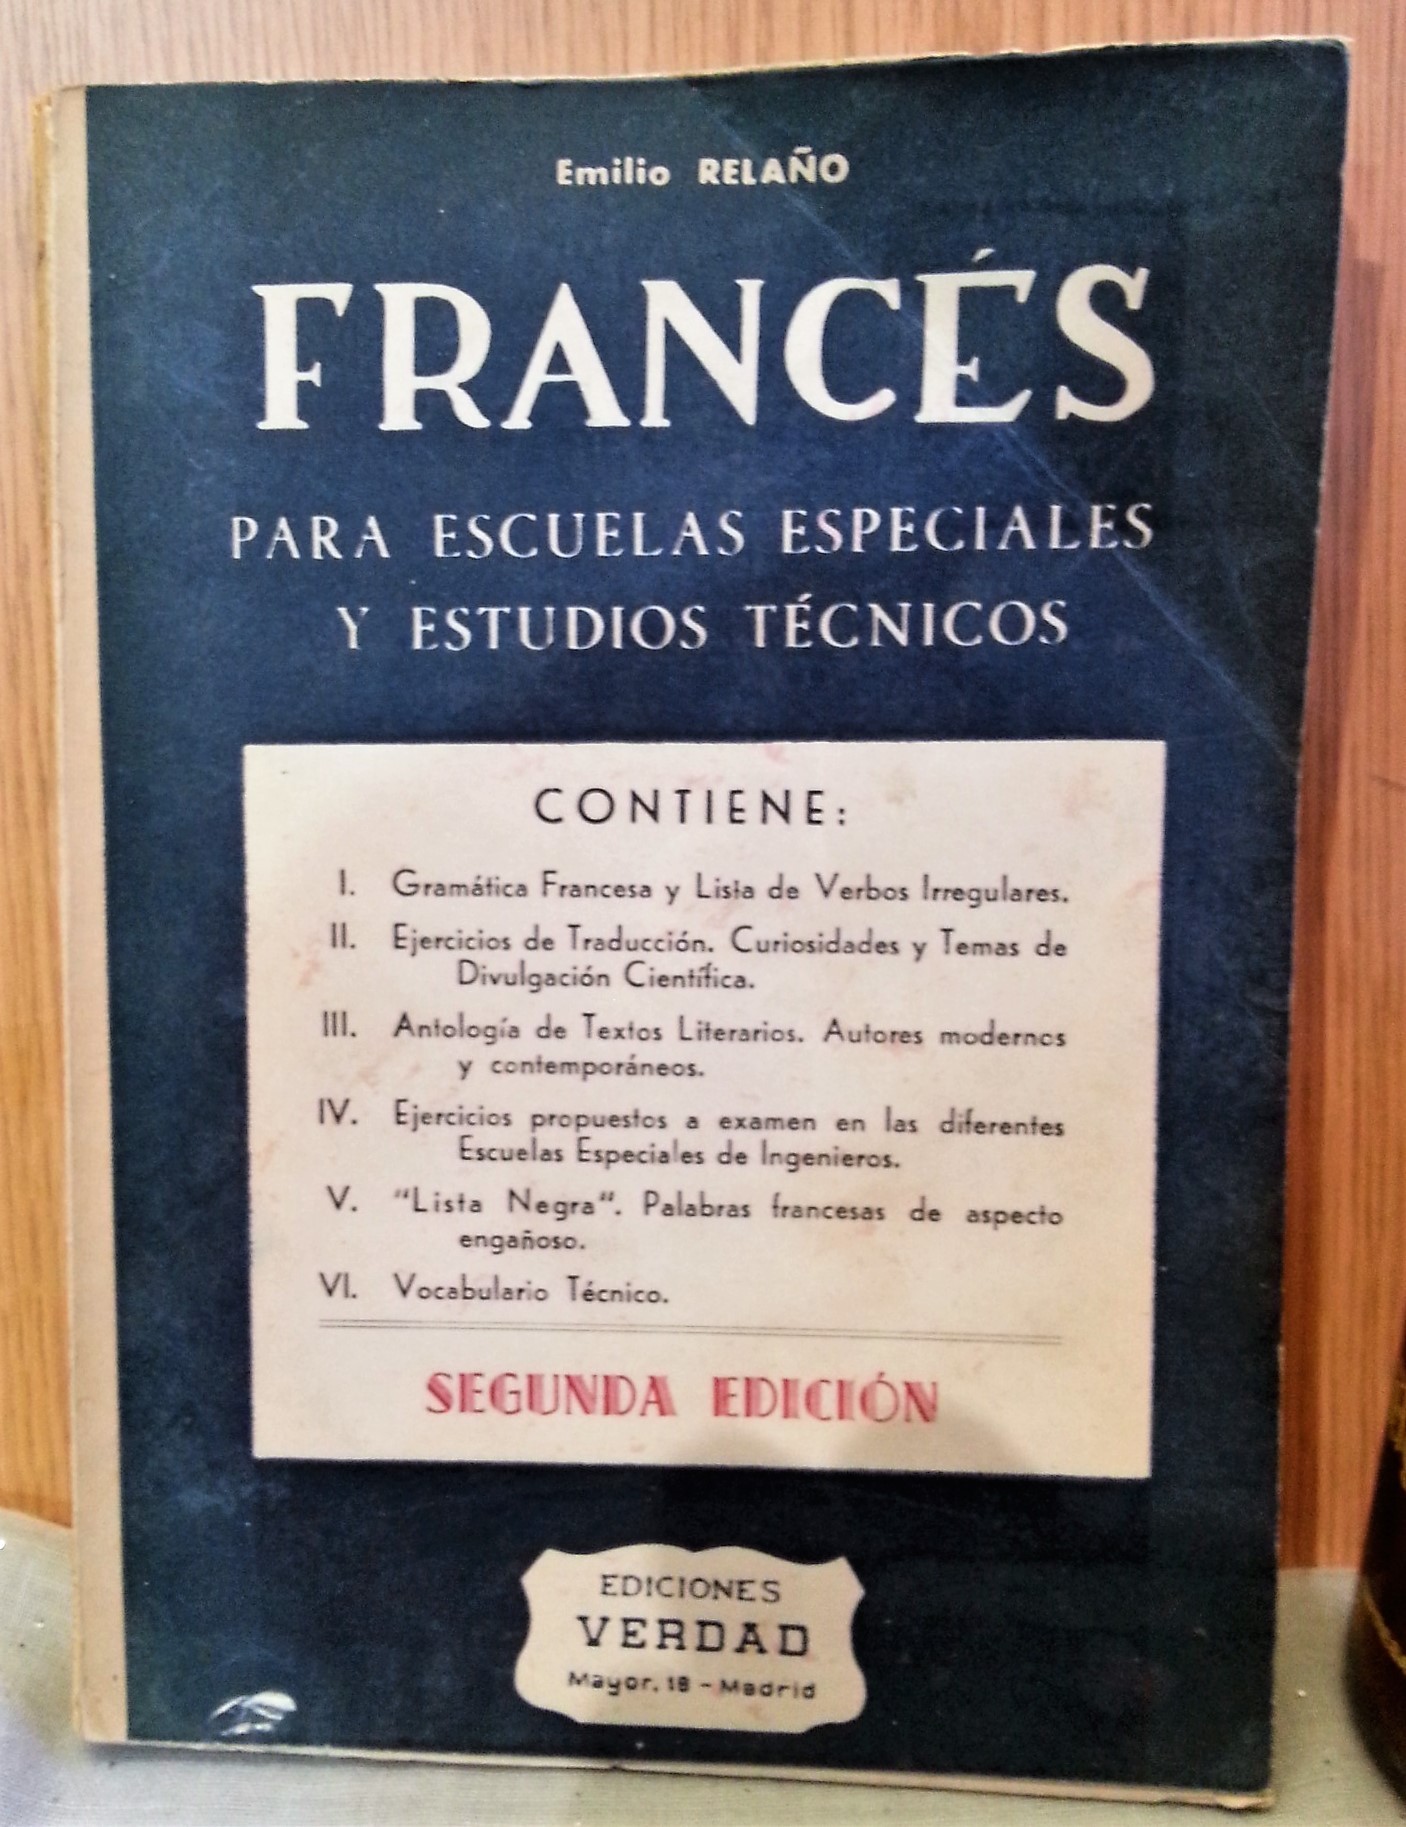 Emilio RELAÑO
FRANCÉS
PARA ESCUELAS ESPECIALES
Y ESTUDIOS TÉCNICOS
CONTIENE:
I. Gramática Francesa y Lista de Verbos Irregulares.
II. Ejercicios de Traducción. Curiosidades y Temas de
Divulgación Científica.
III. Antología de Textos Literarios. Autores modernos
y contemporáneos.
IV. Ejercicios propuestos a examen en las diferentes
Escuelas Especiales de Ingenieros.
V. “Lista Negra“. Palabras francesas de aspecto
engañoso.
VI. Vocabulario Técnico.
SEGUNDA EDICIÓN
EDICIONES
VERDAD
Mayor, 18 - Madrid